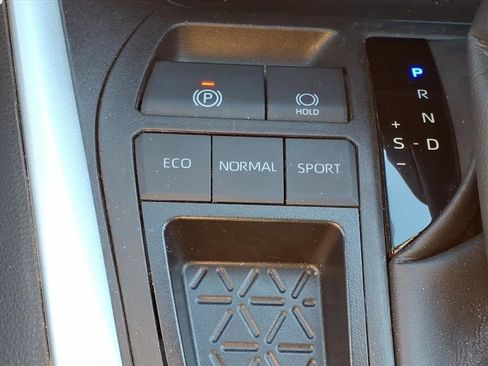 P
HOLD
ECO NORMAL SPORT
P
R
N
+
S - D
-